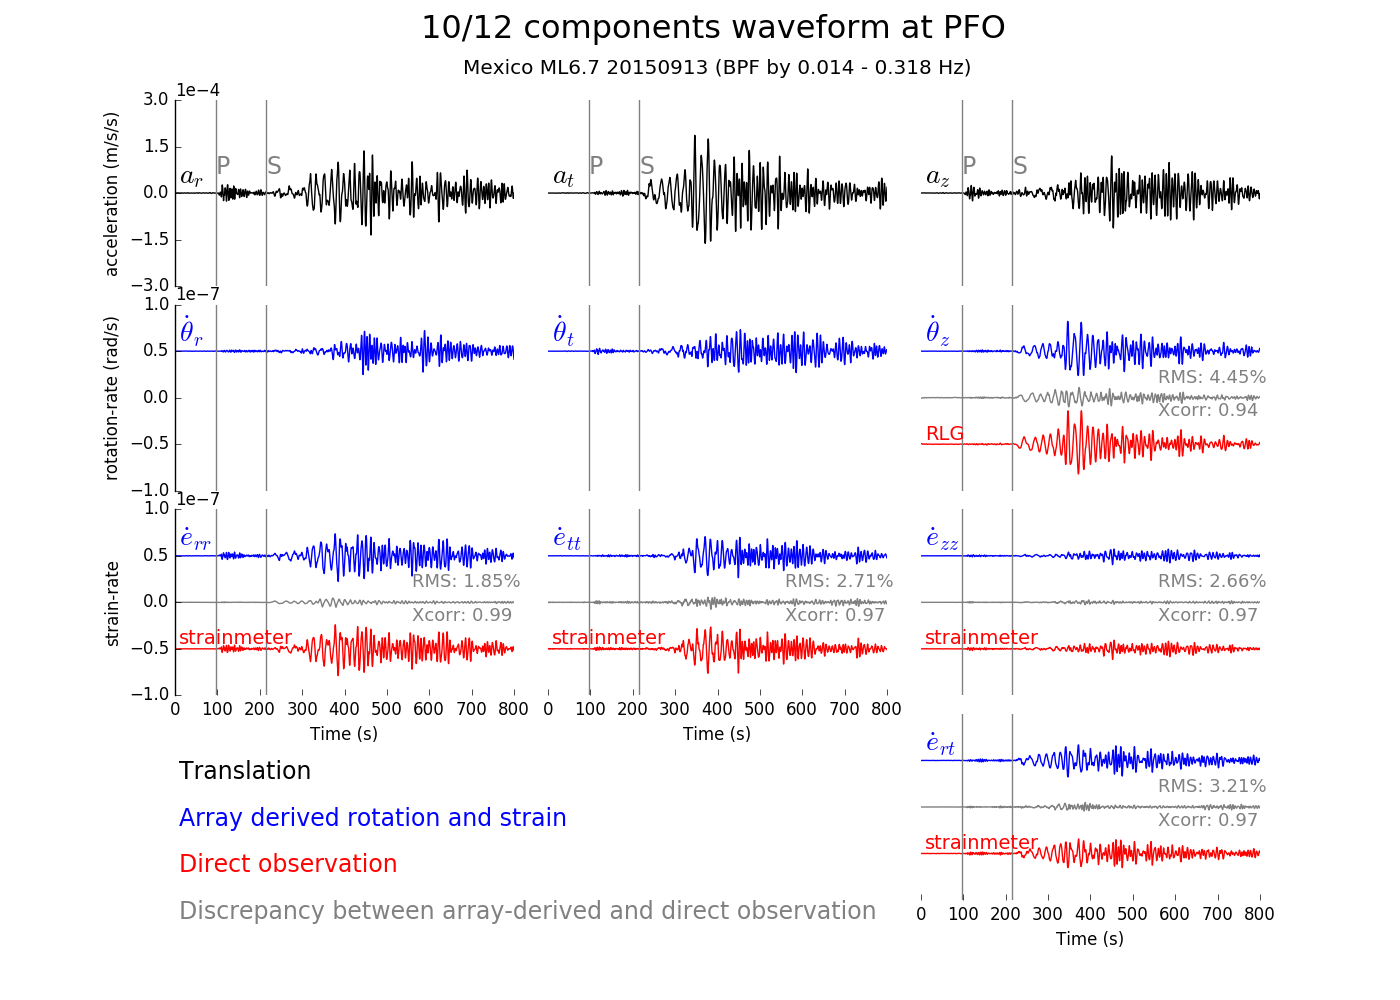 10/12 components waveform at PFO
Mexico ML6.7 20150913 (BPF by 0.014 - 0.318 Hz)
1e−4
3.0
1.5
0.0
−1.5
−3.0
acceleration (m/s/s)
P
S
a_r
P
S
a_t
P
S
a_z
1e−7
1.0
0.5
0.0
−0.5
−1.0
rotation-rate (rad/s)
θ̇_r
θ̇_t
θ̇_z
RMS: 4.45%
Xcorr: 0.94
RLG
1e−7
1.0
0.5
0.0
−0.5
−1.0
strain-rate
ė_rr
RMS: 1.85%
Xcorr: 0.99
strainmeter
ė_tt
RMS: 2.71%
Xcorr: 0.97
strainmeter
ė_zz
RMS: 2.66%
Xcorr: 0.97
strainmeter
0 100 200 300 400 500 600 700 800
Time (s)
0 100 200 300 400 500 600 700 800
Time (s)
ė_rt
RMS: 3.21%
Xcorr: 0.97
strainmeter
0 100 200 300 400 500 600 700 800
Time (s)
Translation
Array derived rotation and strain
Direct observation
Discrepancy between array-derived and direct observation